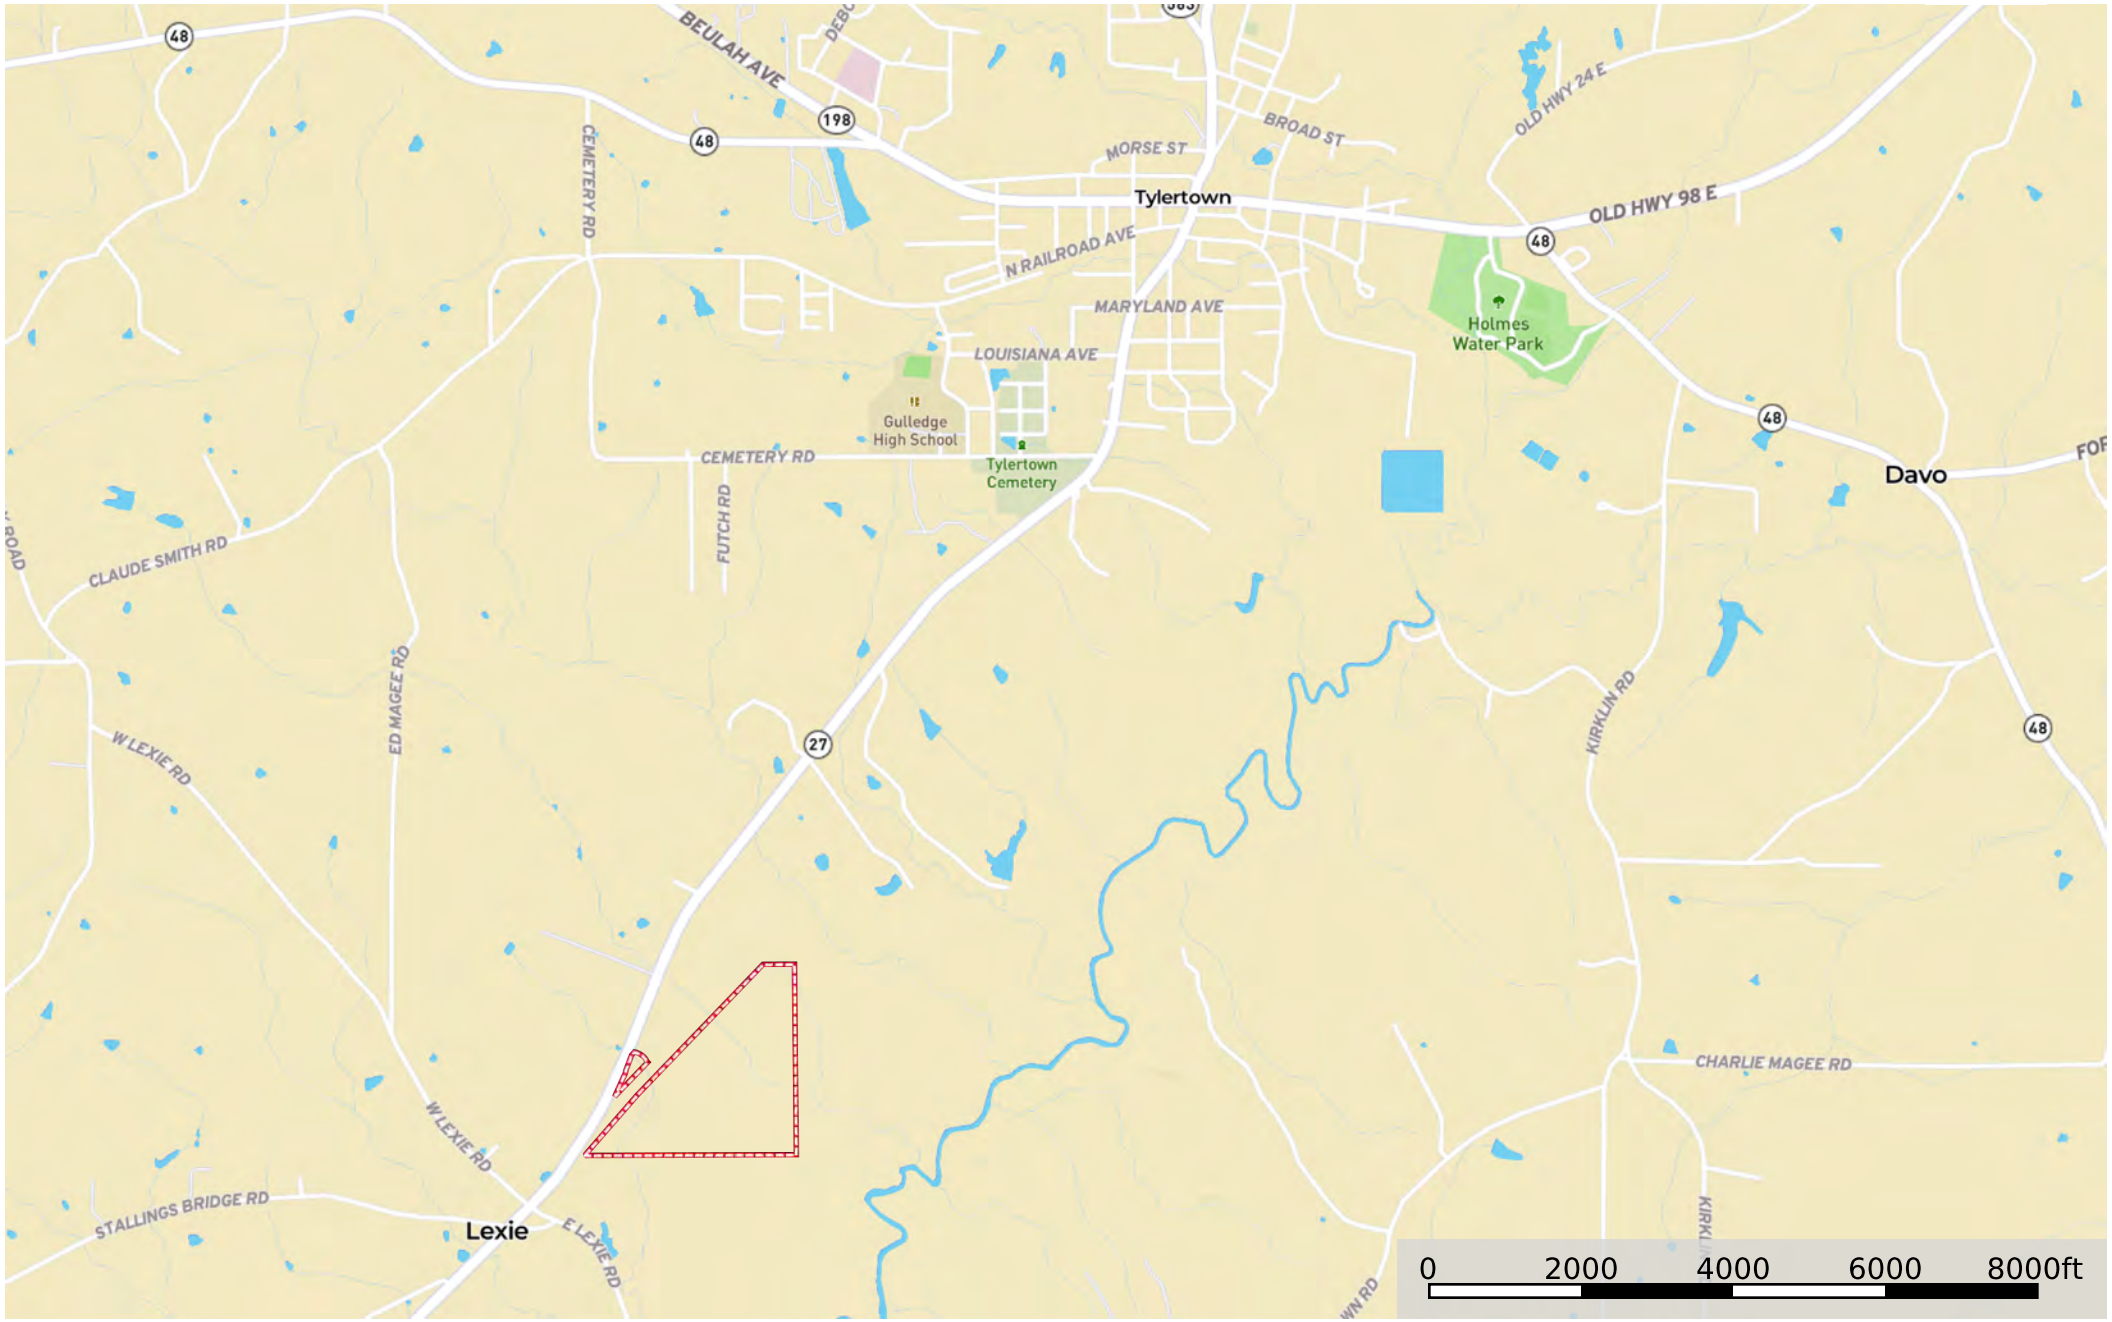 48
BEULAH AVE
198
48
CEMETERY RD
MORSE ST
BROAD ST
OLD HWY 24 E
Tylertown
OLD HWY 98 E
48
N RAILROAD AVE
MARYLAND AVE
LOUISIANA AVE
Holmes
Water Park
Gulledge
High School
CEMETERY RD
Tylertown
Cemetery
48
Davo
FUTCH RD
CLAUDE SMITH RD
ROAD
ED MAGEE RD
W LEXIE RD
27
KIRKLIN RD
48
CHARLIE MAGEE RD
W LEXIE RD
STALLINGS BRIDGE RD
Lexie
E LEXIE RD
0 2000 4000 6000 8000ft